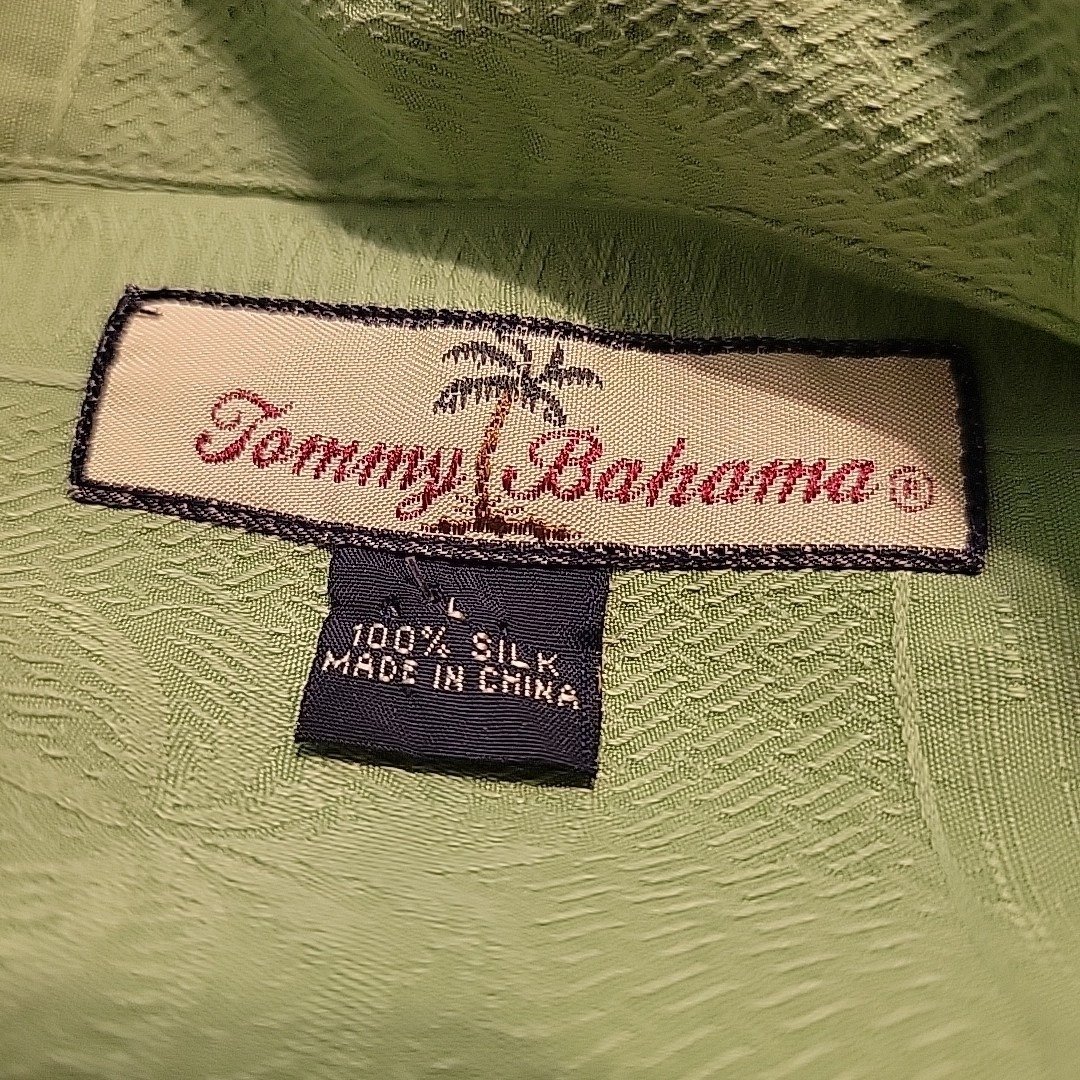 Tommy Bahama®
L
100% SILK
MADE IN CHINA